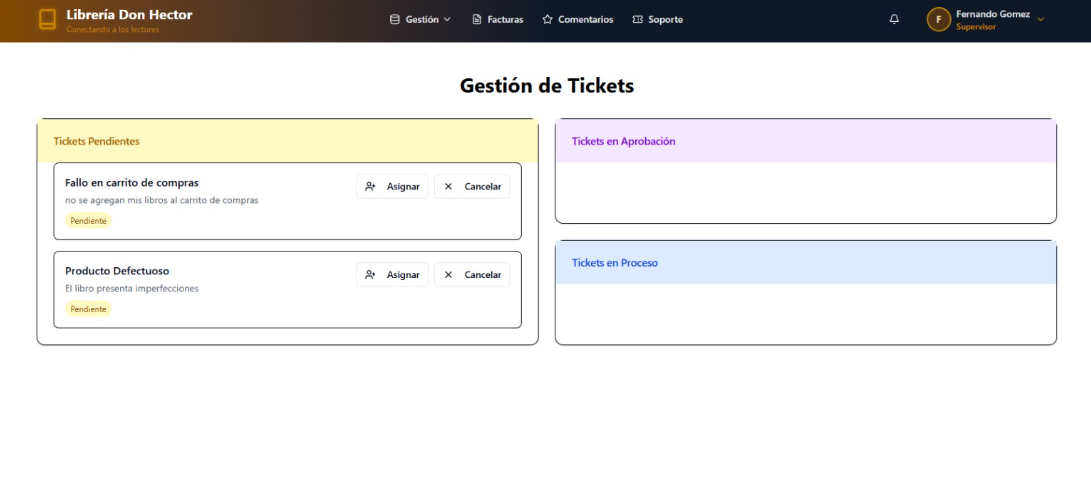 Librería Don Hector
Conectando a los lectores
Gestión
Facturas
Comentarios
Soporte
F
Fernando Gomez
Supervisor
Gestión de Tickets
Tickets Pendientes
Fallo en carrito de compras
no se agregan mis libros al carrito de compras
Pendiente
Asignar
Cancelar
Producto Defectuoso
El libro presenta imperfecciones
Pendiente
Asignar
Cancelar
Tickets en Aprobación
Tickets en Proceso